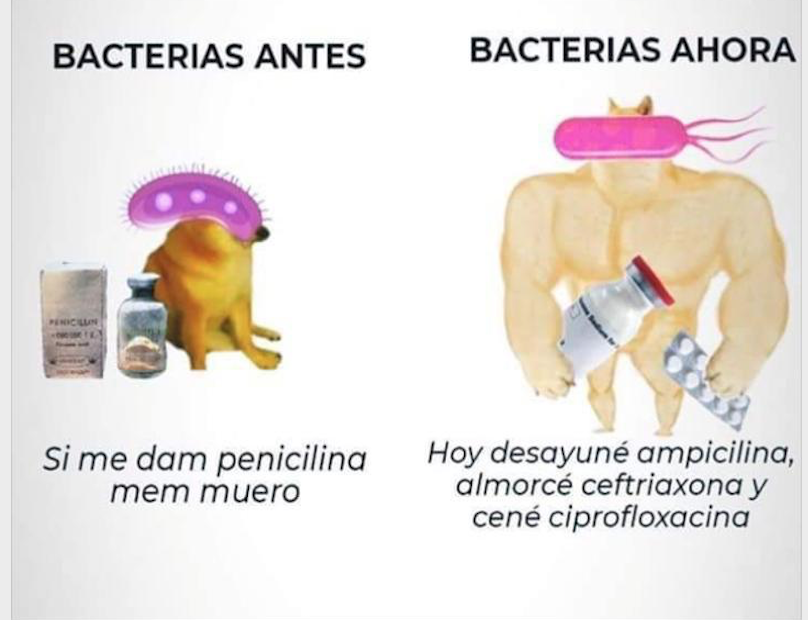 BACTERIAS ANTES
BACTERIAS AHORA
PENICILLIN
Si me dam penicilina
mem muero
Hoy desayuné ampicilina,
almorcé ceftriaxona y
cené ciprofloxacina